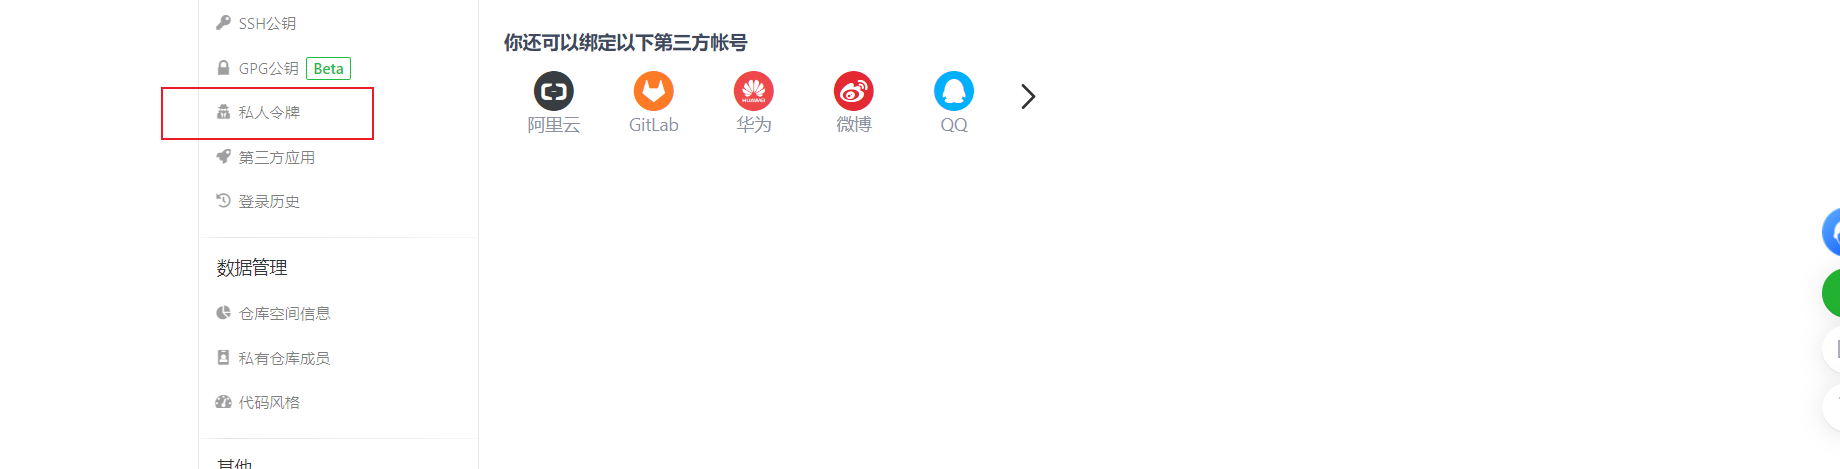 SSH公钥
GPG公钥 Beta
私人令牌
第三方应用
登录历史
数据管理
仓库空间信息
私有仓库成员
代码风格
其他
你还可以绑定以下第三方帐号
HUAWEI
阿里云 GitLab 华为 微博 QQ